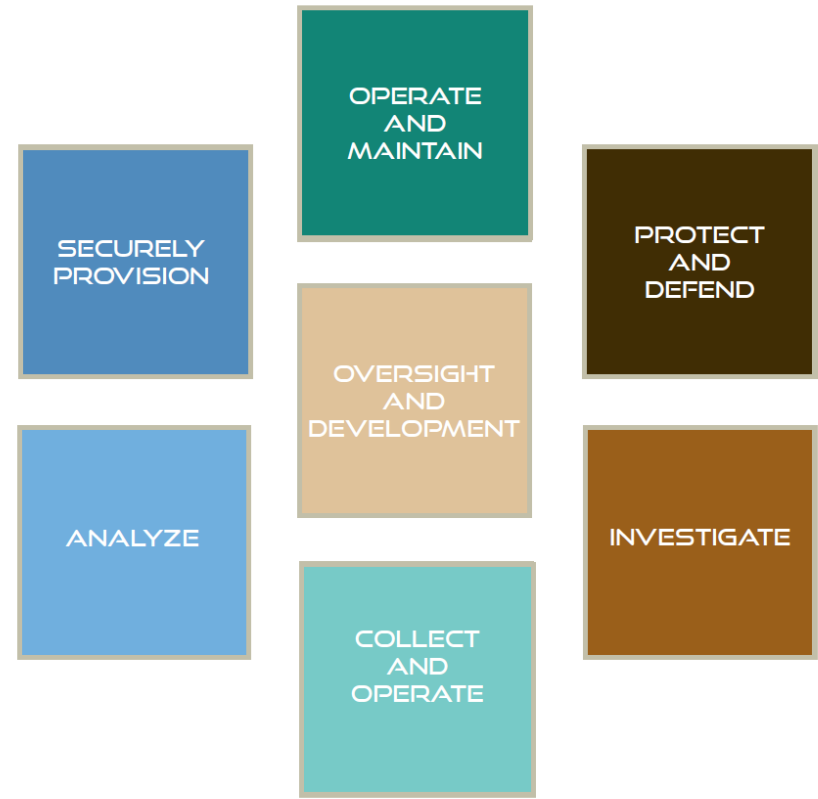 OPERATE
AND
MAINTAIN
SECURELY
PROVISION
PROTECT
AND
DEFEND
OVERSIGHT
AND
DEVELOPMENT
ANALYZE
INVESTIGATE
COLLECT
AND
OPERATE